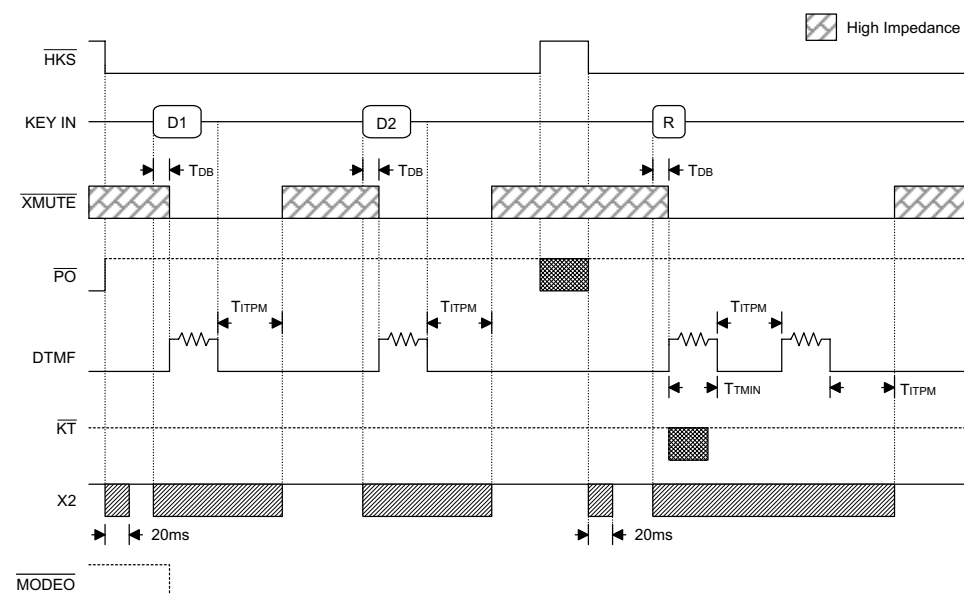 High Impedance
HKS
KEY IN D1 D2 R
TDB TDB TDB
XMUTE
PO
TITPM TITPM TITPM
DTMF
TTMIN TITPM
KT
X2
20ms 20ms
MODEO